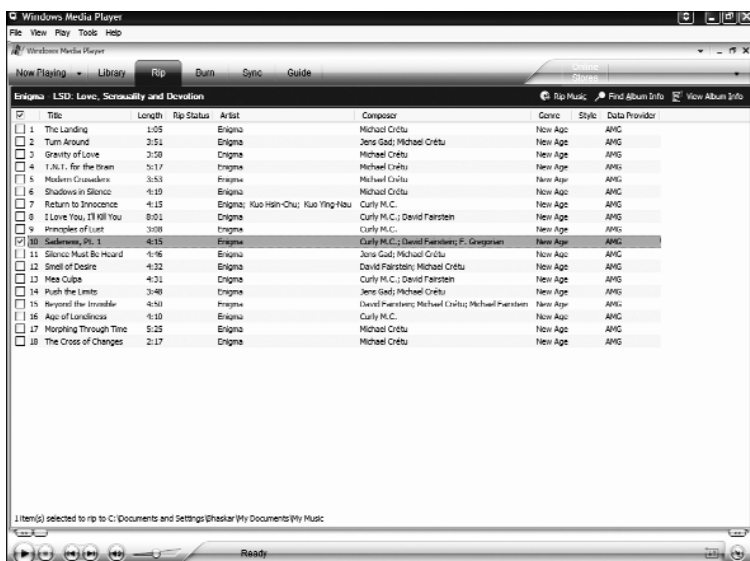 Windows Media Player
File View Play Tools Help
Windows Media Player
Now Playing Library Rip Burn Sync Guide Online Stores
Enigma - LSD: Love, Sensuality and Devotion Rip Music Find Album Info View Album Info
Title Length Rip Status Artist Composer Genre Style Data Provider
1 The Landing 1:05 Enigma Michael Crétu New Age AMG
2 Turn Around 3:51 Enigma Jens Gad; Michael Crétu New Age AMG
3 Gravity of Love 3:58 Enigma Michael Crétu New Age AMG
4 T.N.T. for the Brain 5:17 Enigma Michael Crétu New Age AMG
5 Modern Crusaders 3:53 Enigma Michael Crétu New Age AMG
6 Shadows in Silence 4:19 Enigma Michael Crétu New Age AMG
7 Return to Innocence 4:15 Enigma; Kuo Hsin-Chu; Kuo Ying-Nau Curly M.C. New Age AMG
8 I Love You, I'll Kill You 8:01 Enigma Curly M.C.; David Fairstein New Age AMG
9 Principles of Lust 3:08 Enigma Curly M.C. New Age AMG
10 Sadeness, Pt. 1 4:15 Enigma Curly M.C.; David Fairstein; F. Gregorian New Age AMG
11 Silence Must Be Heard 4:46 Enigma Jens Gad; Michael Crétu New Age AMG
12 Smell of Desire 4:32 Enigma David Fairstein; Michael Crétu New Age AMG
13 Mea Culpa 4:31 Enigma Curly M.C.; David Fairstein New Age AMG
14 Push the Limits 3:48 Enigma Jens Gad; Michael Crétu New Age AMG
15 Beyond the Invisible 4:50 Enigma David Fairstein; Michael Crétu; Michael Fairstein New Age AMG
16 Age of Loneliness 4:10 Enigma Curly M.C. New Age AMG
17 Morphing Through Time 5:25 Enigma Michael Crétu New Age AMG
18 The Cross of Changes 2:17 Enigma Michael Crétu New Age AMG
1 item(s) selected to rip to C:\Documents and Settings\Bhaskar\My Documents\My Music
Ready